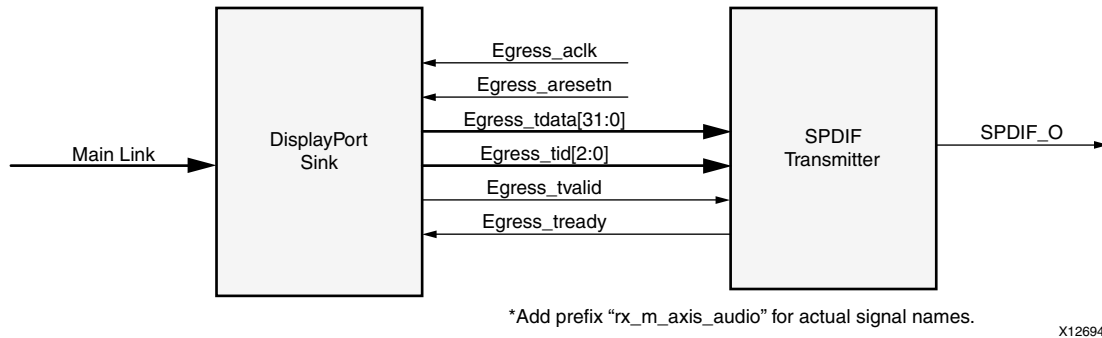 Egress_aclk
Egress_aresetn
Egress_tdata[31:0]
Egress_tid[2:0]
Egress_tvalid
Egress_tready
Main Link
DisplayPort
Sink
SPDIF
Transmitter
SPDIF_O
*Add prefix “rx_m_axis_audio” for actual signal names.
X12694